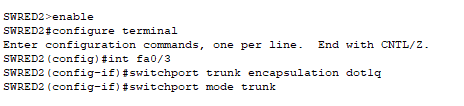 SWRED2>enable
SWRED2#configure terminal
Enter configuration commands, one per line.  End with CNTL/Z.
SWRED2(config)#int fa0/3
SWRED2(config-if)#switchport trunk encapsulation dot1q
SWRED2(config-if)#switchport mode trunk